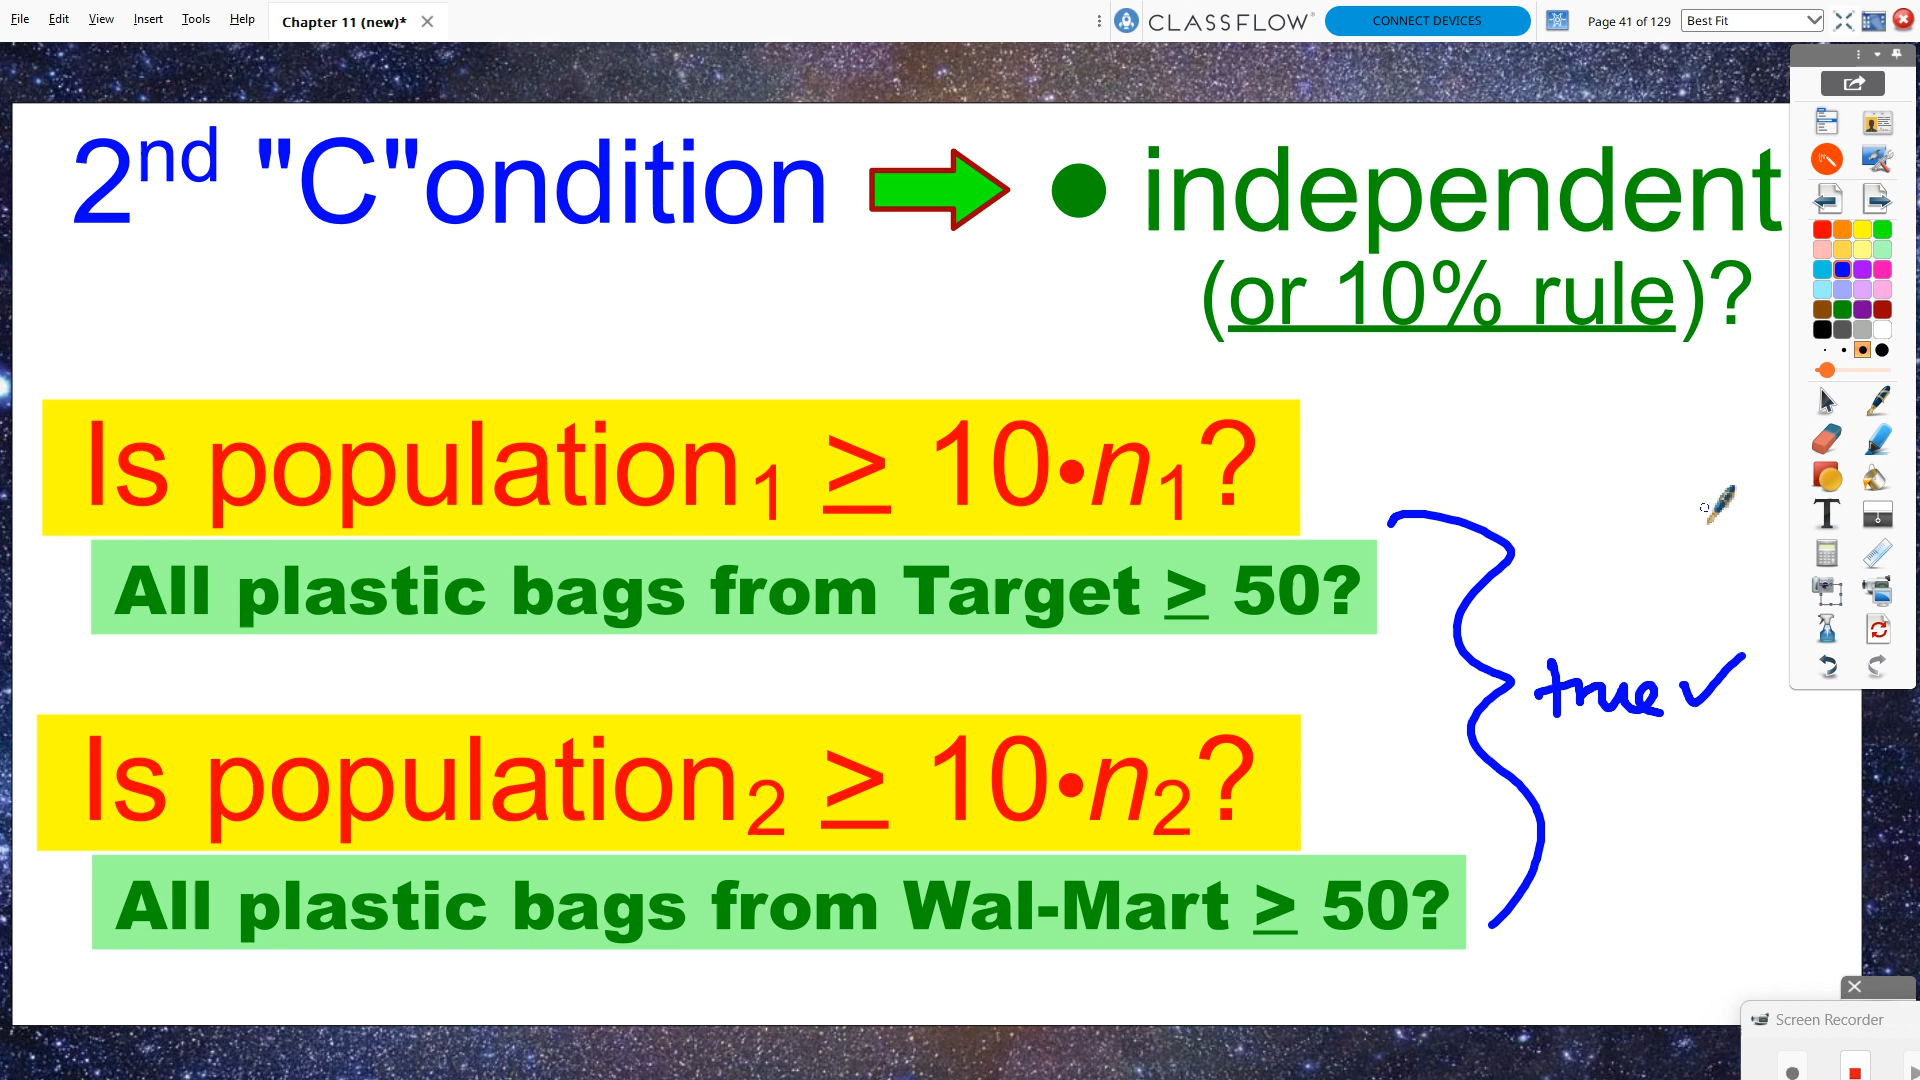 File Edit View Insert Tools Help Chapter 11 (new)* CLASSFLOW CONNECT DEVICES Page 41 of 129 Best Fit
2nd "C"ondition • independent
(or 10% rule)?
Is population1 ≥ 10•n1?
All plastic bags from Target ≥ 50?
true ✓
Is population2 ≥ 10•n2?
All plastic bags from Wal-Mart ≥ 50?
Screen Recorder